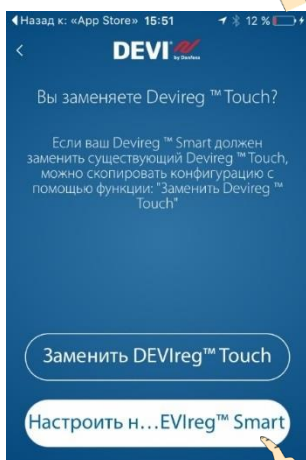 Назад к: «App Store» 15:51 12 %
DEVI
by Danfoss
Вы заменяете Devireg ™ Touch?
Если ваш Devireg ™ Smart должен
заменить существующий Devireg ™ Touch,
можно скопировать конфигурацию с
помощью функции: "Заменить Devireg ™
Touch"
Заменить DEVIreg™ Touch
Настроить н...EVIreg™ Smart